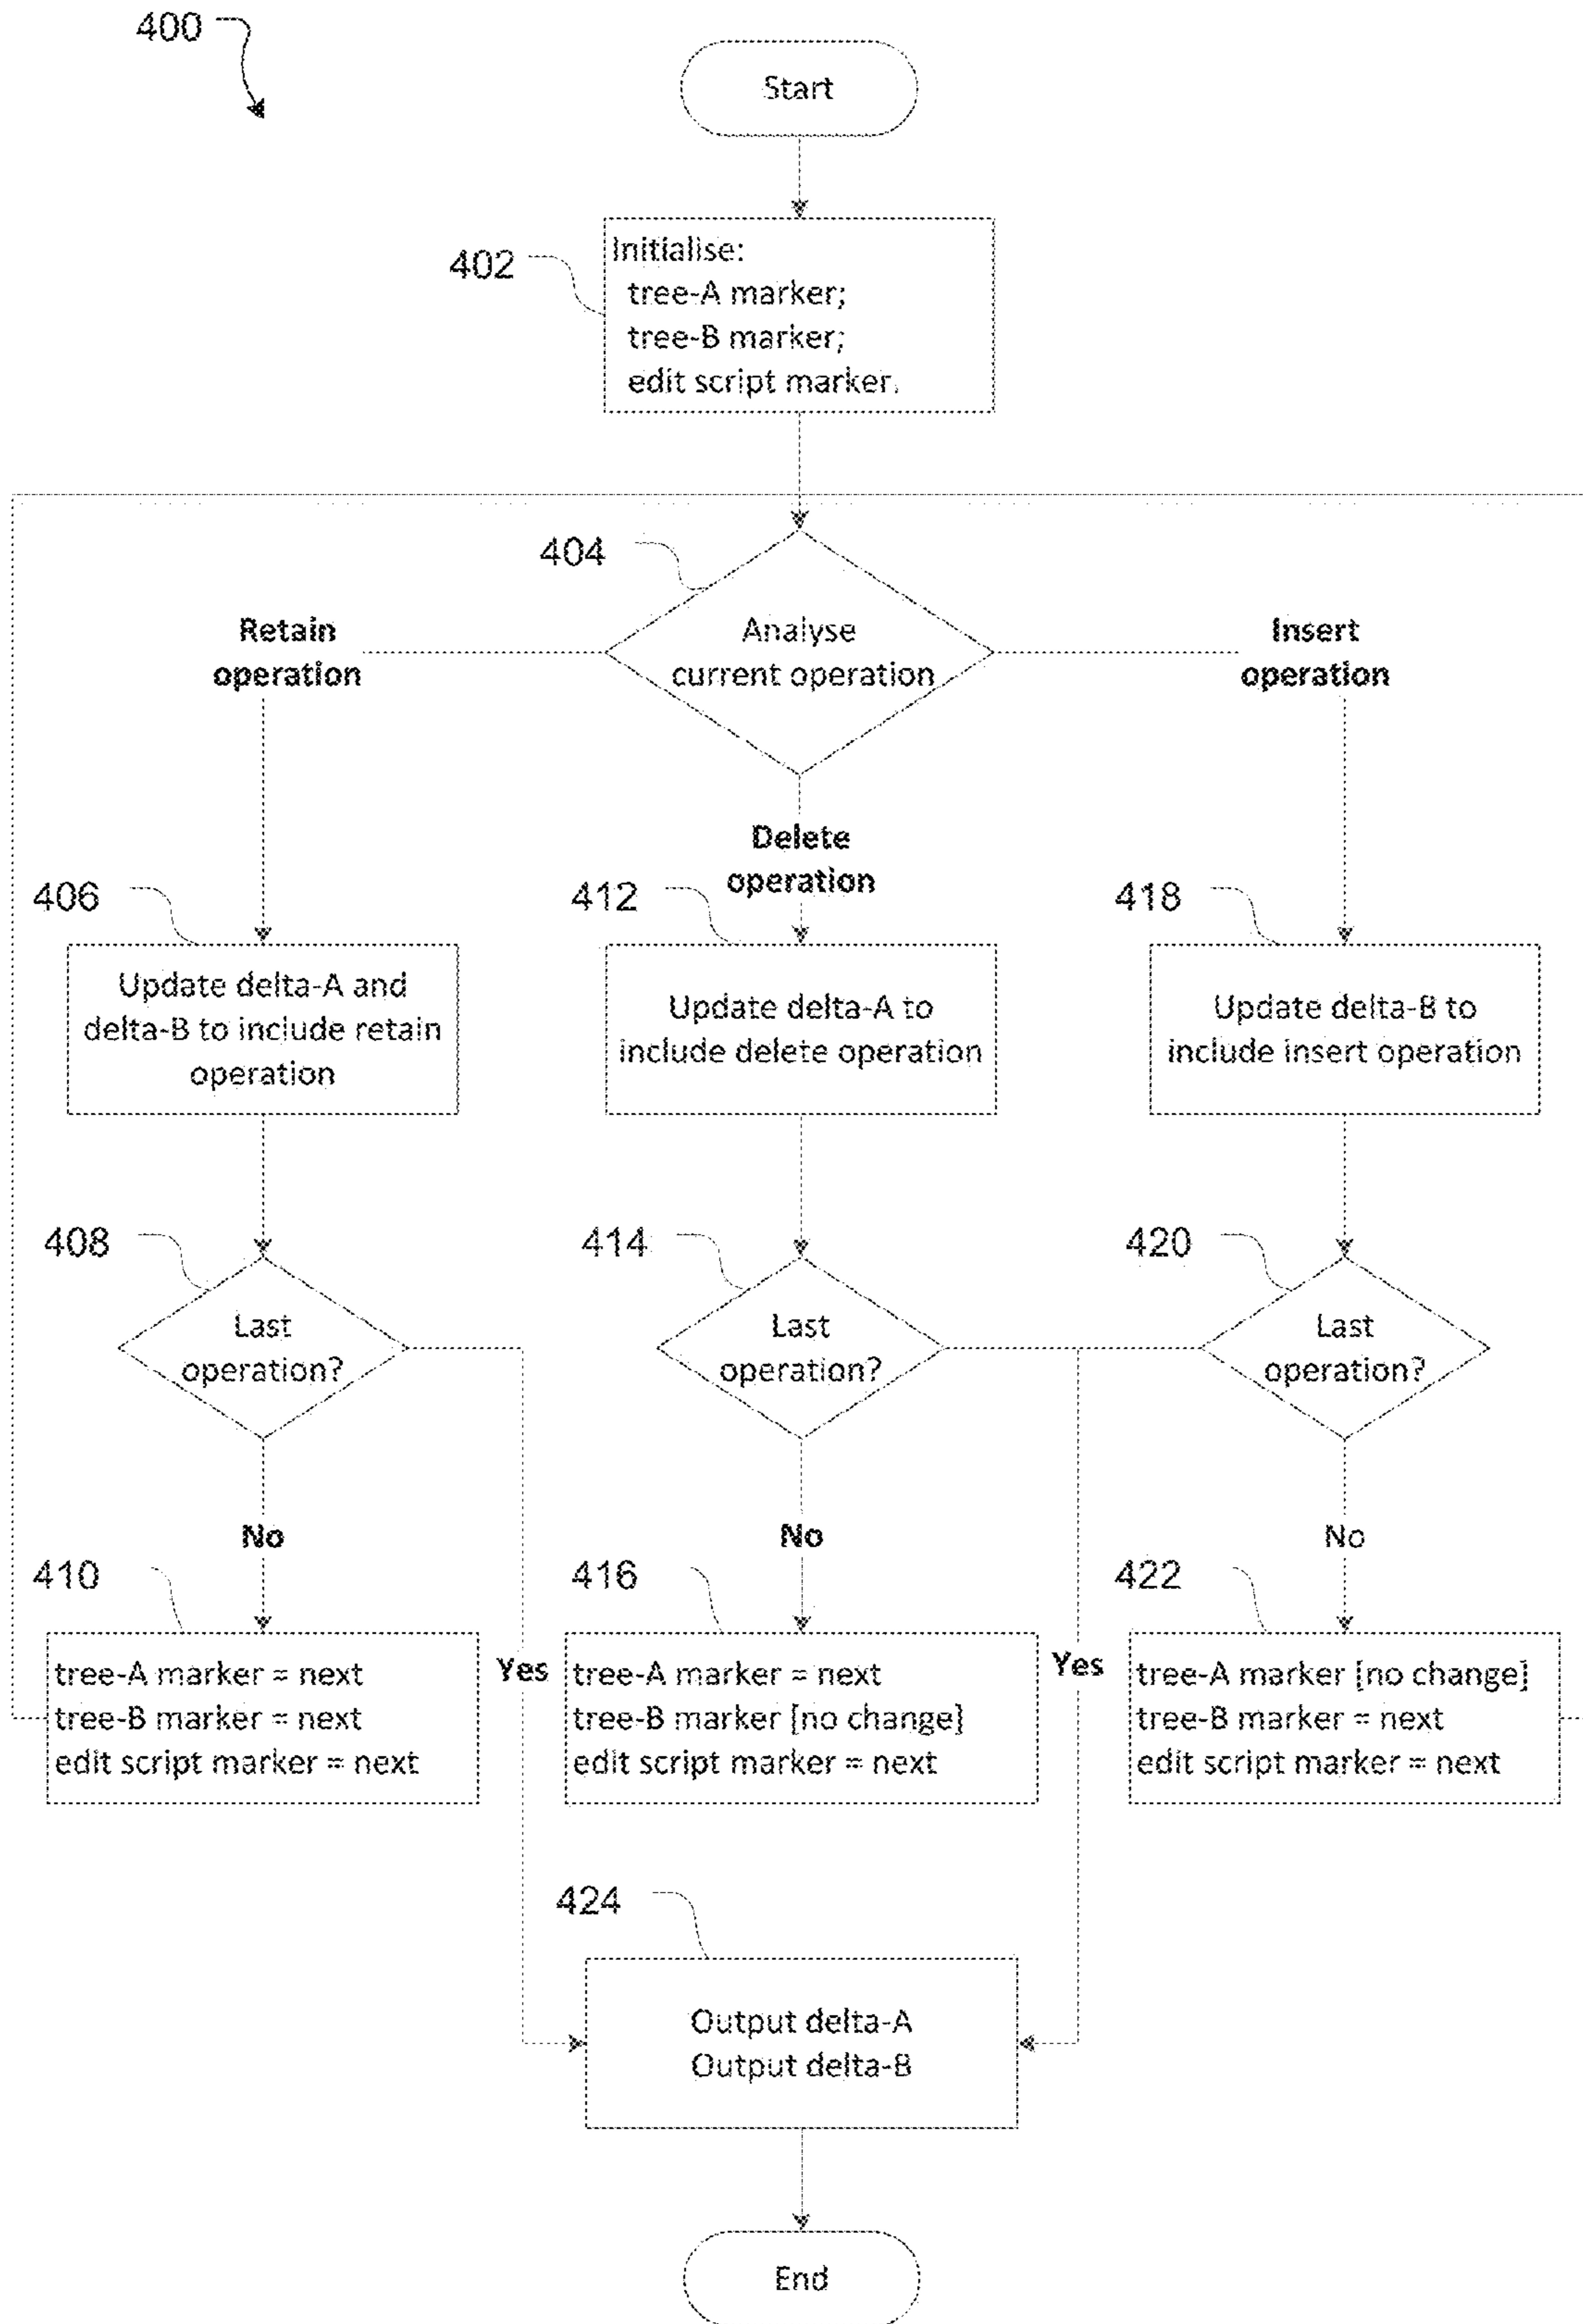 400
Start
402
Initialise:
tree-A marker;
tree-B marker;
edit script marker.
404
Analyse
current operation
Retain
operation
Insert
operation
Delete
operation
406
Update delta-A and
delta-B to include retain
operation
412
Update delta-A to
include delete operation
418
Update delta-B to
include insert operation
408
Last
operation?
414
Last
operation?
420
Last
operation?
No
No
No
410
tree-A marker = next
tree-B marker = next
edit script marker = next
Yes
416
tree-A marker = next
tree-B marker [no change]
edit script marker = next
Yes
422
tree-A marker [no change]
tree-B marker = next
edit script marker = next
424
Output delta-A
Output delta-B
End